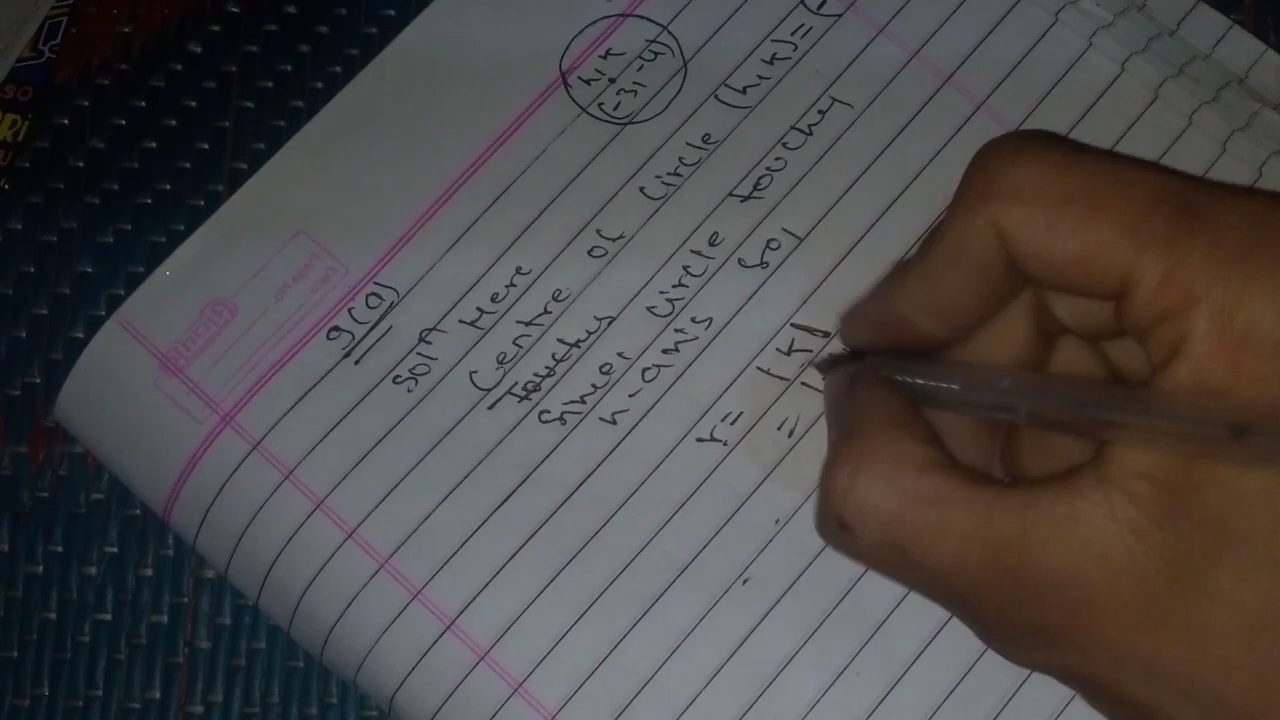 h,k
(-3,-4)
9(a)
Soln Here
Centre of Circle (h,k)=(-
Touches
Since, Circle touches
x-axis so,
r= |k|
= |